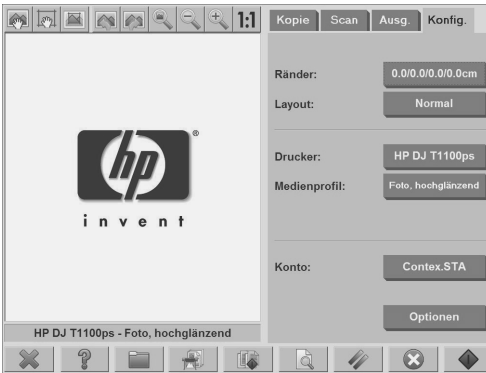 1:1
Kopie Scan Ausg. Konfig.
Ränder: 0.0/0.0/0.0/0.0cm
Layout: Normal
Drucker: HP DJ T1100ps
Medienprofil: Foto, hochglänzend
Konto: Contex.STA
Optionen
hp ®
invent
HP DJ T1100ps - Foto, hochglänzend
?